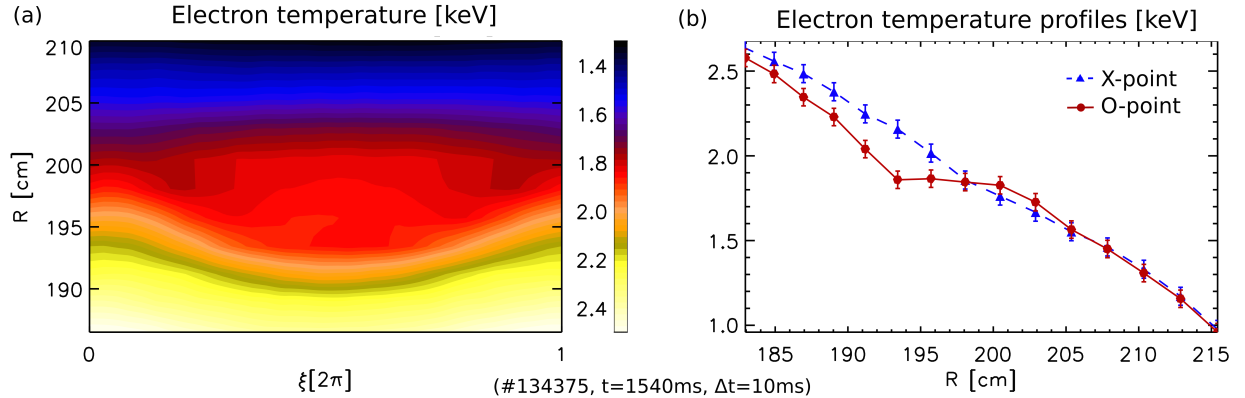 (a)
Electron temperature [keV]
210
205
200
195
190
R [cm]
0
1
ξ[2π]
1.4
1.6
1.8
2.0
2.2
2.4
(b)
Electron temperature profiles [keV]
2.5
2.0
1.5
1.0
X-point
O-point
185 190 195 200 205 210 215
R [cm]
(#134375, t=1540ms, Δt=10ms)